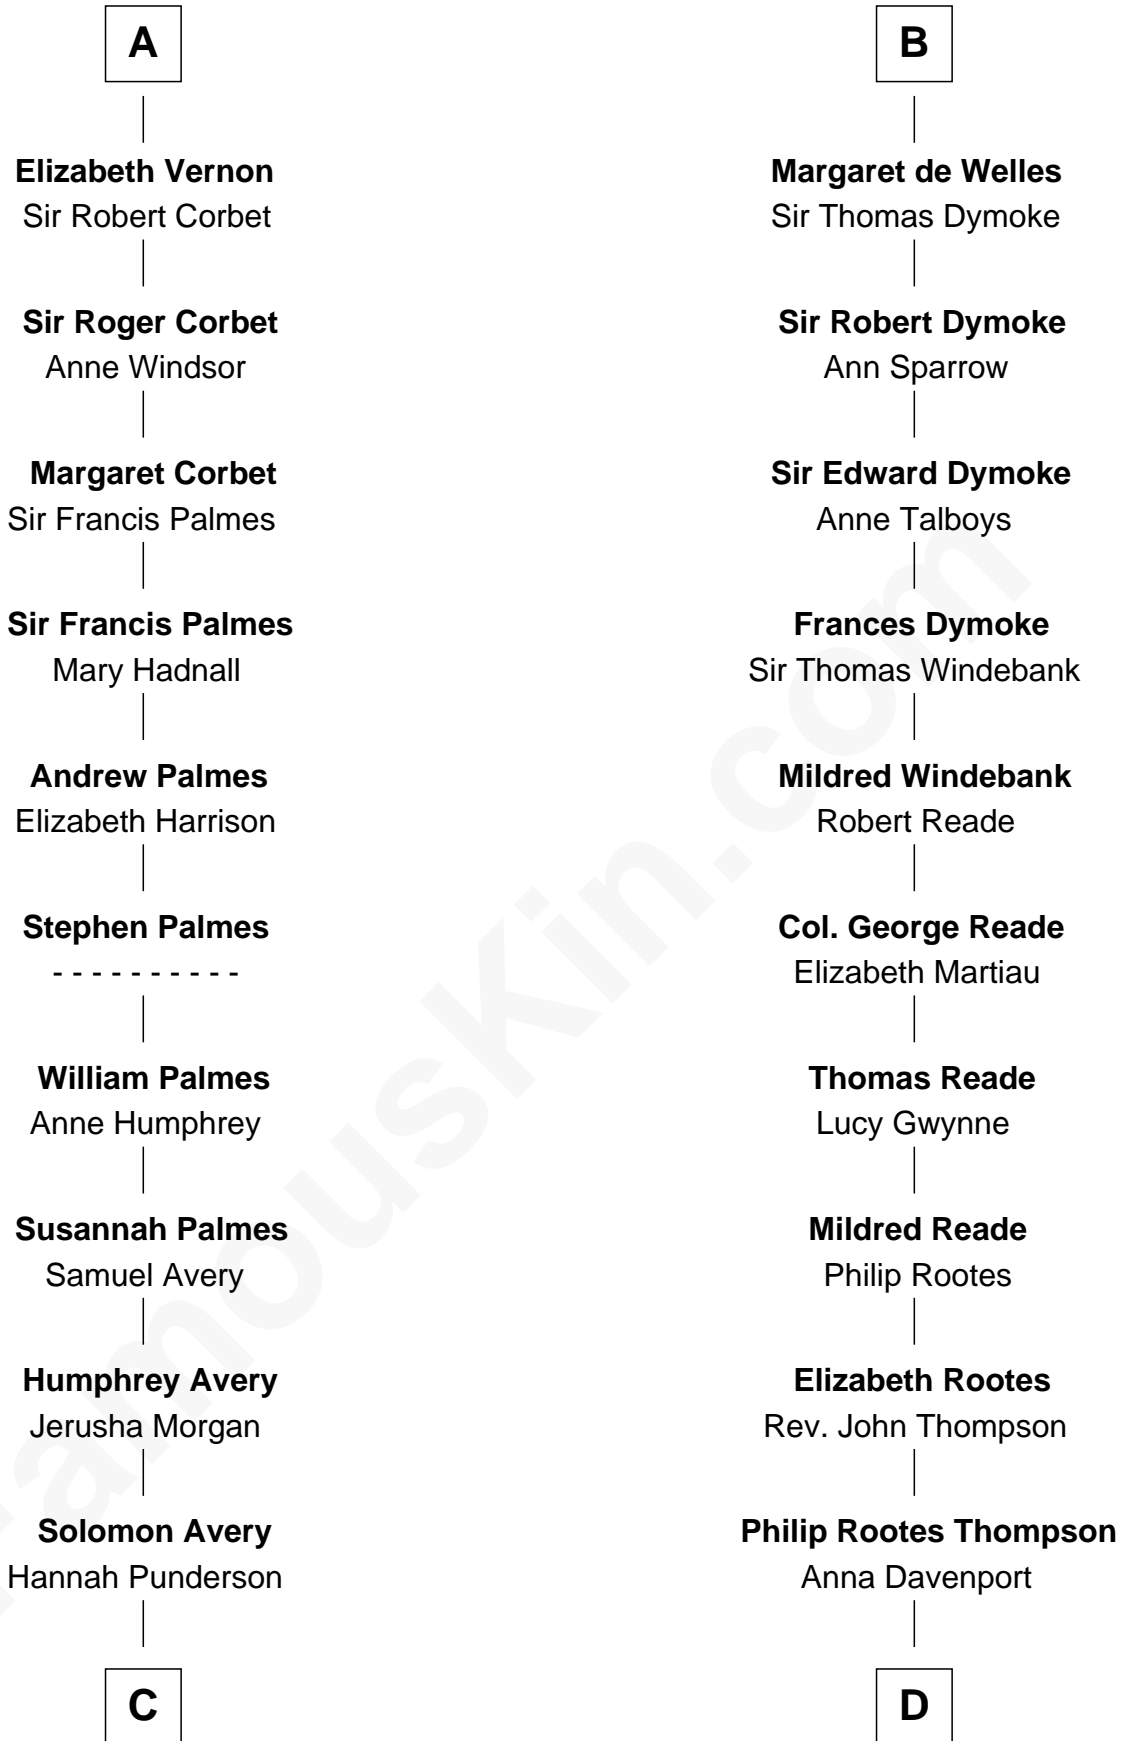 A
Elizabeth Vernon
Sir Robert Corbet
Sir Roger Corbet
Anne Windsor
Margaret Corbet
Sir Francis Palmes
Sir Francis Palmes
Mary Hadnall
Andrew Palmes
Elizabeth Harrison
Stephen Palmes
- - - - - - - - - -
William Palmes
Anne Humphrey
Susannah Palmes
Samuel Avery
Humphrey Avery
Jerusha Morgan
Solomon Avery
Hannah Punderson
C
B
Margaret de Welles
Sir Thomas Dymoke
Sir Robert Dymoke
Ann Sparrow
Sir Edward Dymoke
Anne Talboys
Frances Dymoke
Sir Thomas Windebank
Mildred Windebank
Robert Reade
Col. George Reade
Elizabeth Martiau
Thomas Reade
Lucy Gwynne
Mildred Reade
Philip Rootes
Elizabeth Rootes
Rev. John Thompson
Philip Rootes Thompson
Anna Davenport
D
FamousKin.com